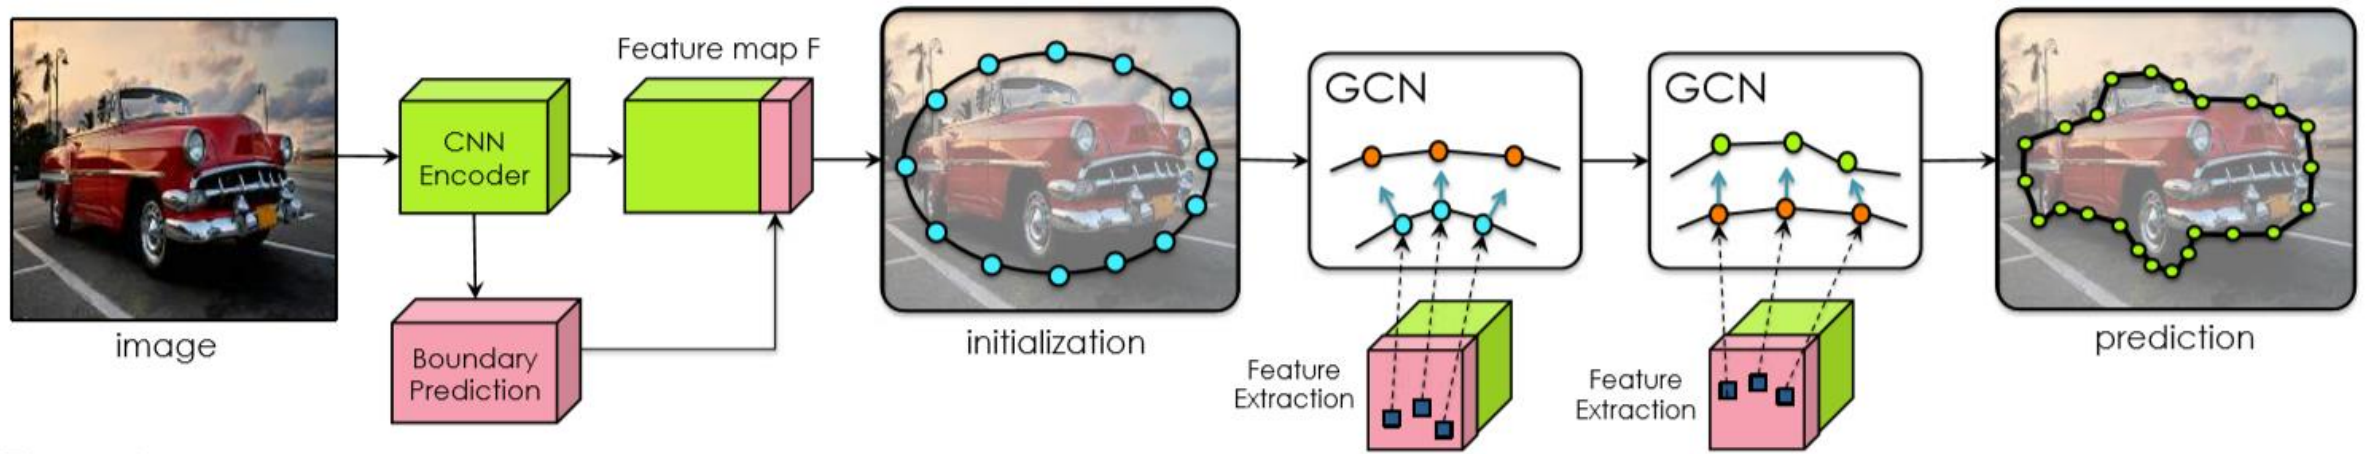 Feature map F
GCN
GCN
CNN
Encoder
image
Boundary
Prediction
initialization
Feature
Extraction
Feature
Extraction
prediction